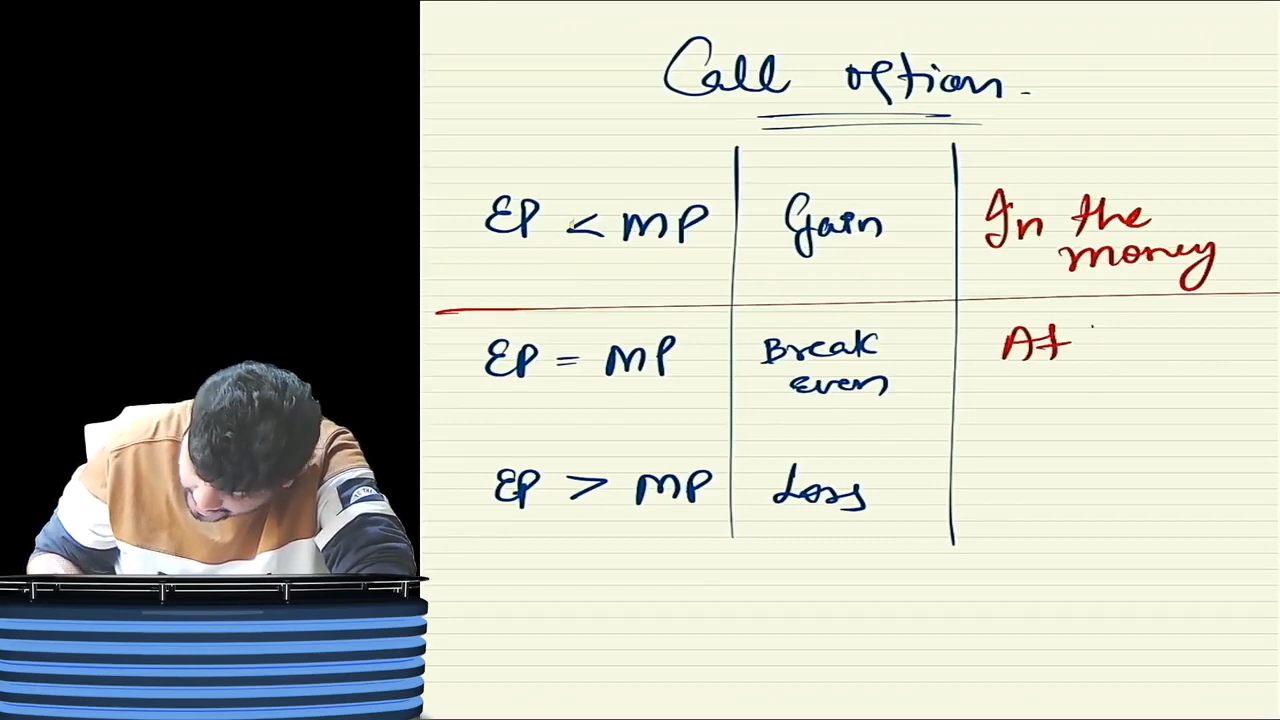 Call option.
EP < MP Gain In the money
EP = MP Break even At
EP > MP Loss